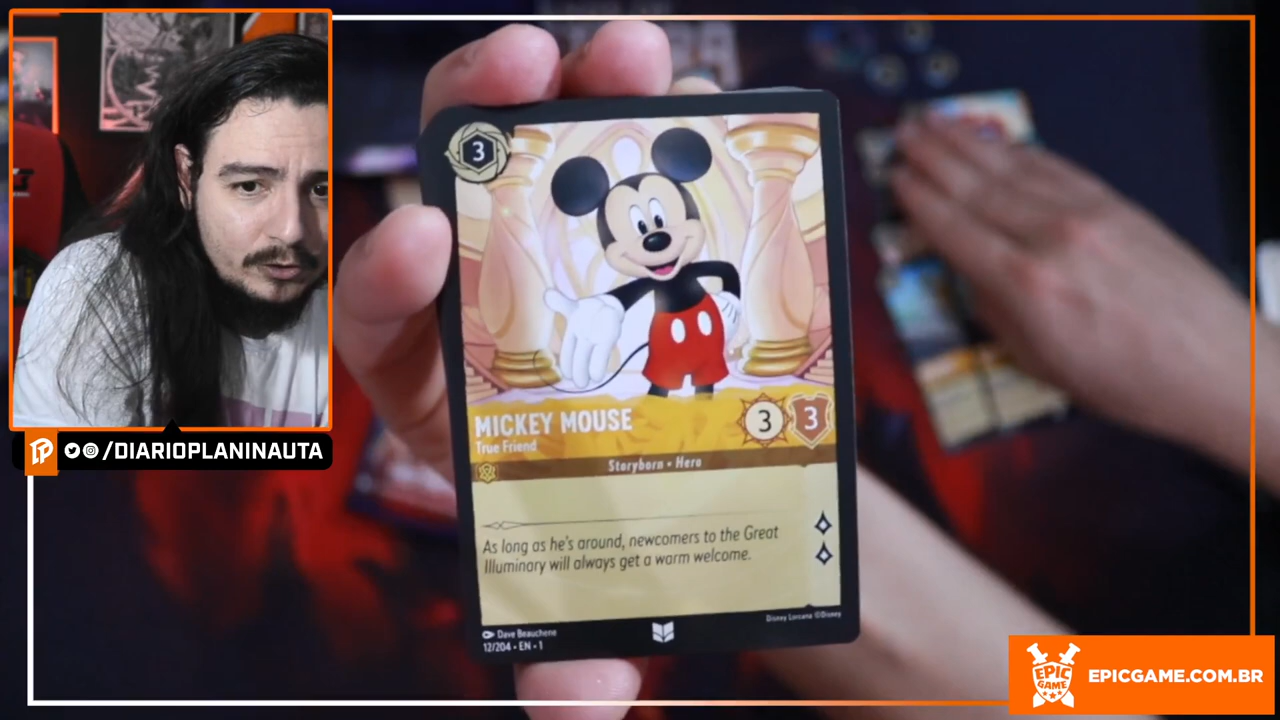 3
MICKEY MOUSE
True Friend
3 3
Storyborn • Hero
As long as he's around, newcomers to the Great
Illuminary will always get a warm welcome.
Dave Beauchene
12/204 • EN • 1
Disney Lorcana ©Disney
/DIARIOPLANINAUTA
EPIC
GAME
EPICGAME.COM.BR